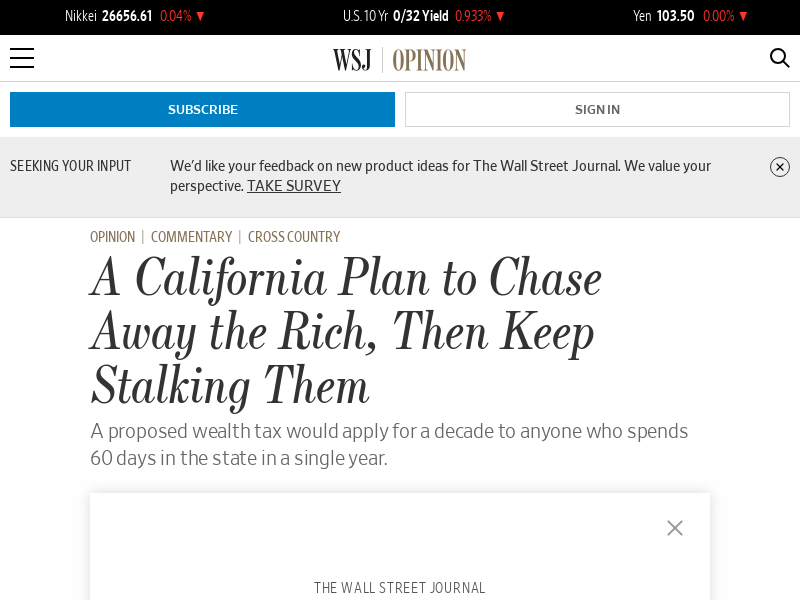 Nikkei 26656.61 0.04% ▼ U.S. 10 Yr 0/32 Yield 0.933% ▼ Yen 103.50 0.00% ▼
WSJ | OPINION
SUBSCRIBE SIGN IN
SEEKING YOUR INPUT We’d like your feedback on new product ideas for The Wall Street Journal. We value your
perspective. TAKE SURVEY
OPINION | COMMENTARY | CROSS COUNTRY
A California Plan to Chase
Away the Rich, Then Keep
Stalking Them
A proposed wealth tax would apply for a decade to anyone who spends
60 days in the state in a single year.
THE WALL STREET JOURNAL